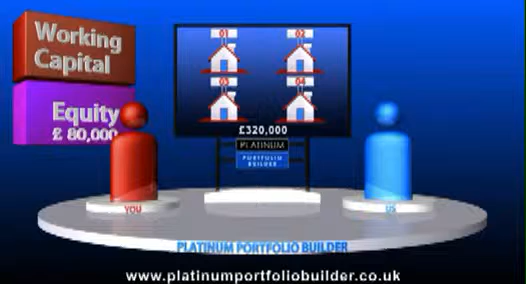 Working
Capital
Equity
£ 80,000
01
02
03
04
£320,000
PLATINUM
PORTFOLIO
BUILDER
YOU
US
PLATINUM PORTFOLIO BUILDER
www.platinumportfoliobuilder.co.uk